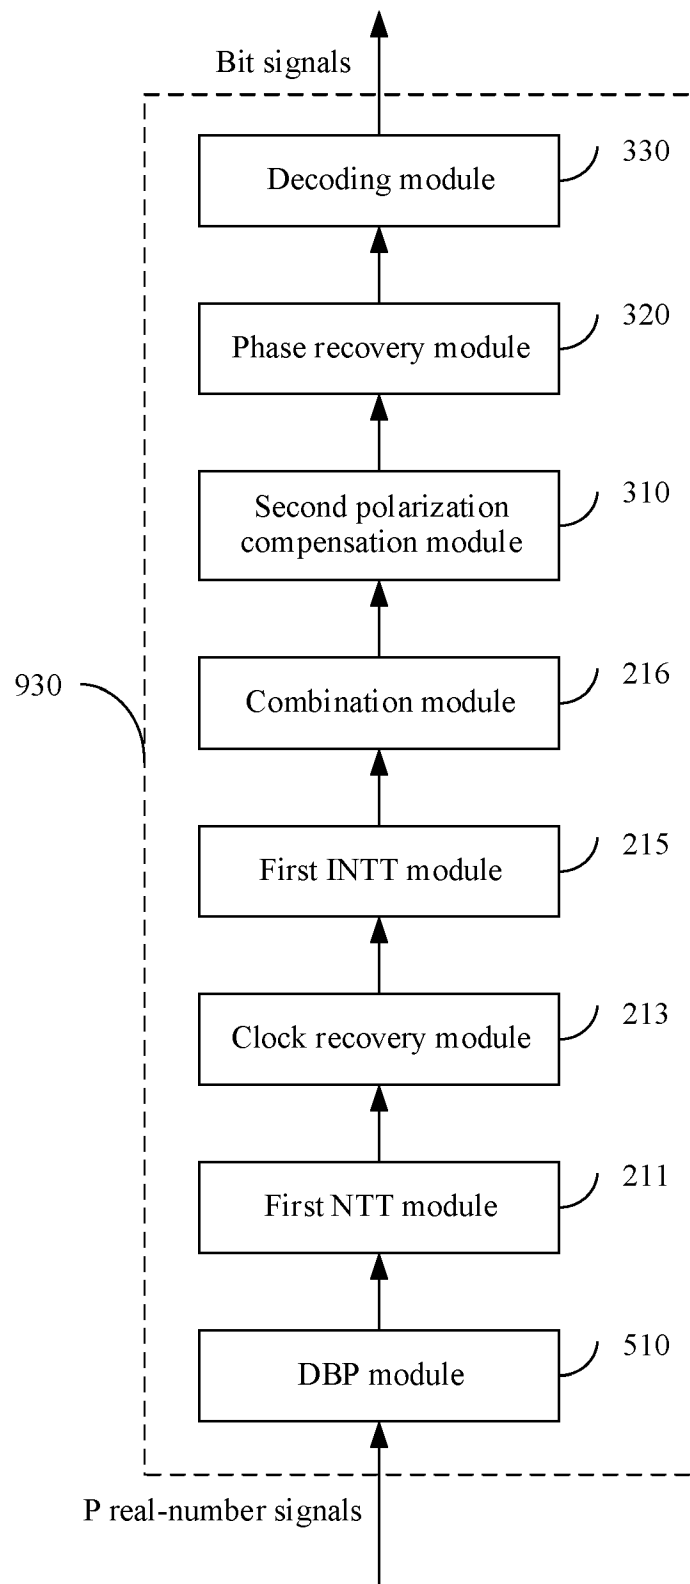 Bit signals
330
Decoding module
320
Phase recovery module
310
Second polarization
compensation module
216
930
Combination module
215
First INTT module
213
Clock recovery module
211
First NTT module
510
DBP module
P real-number signals